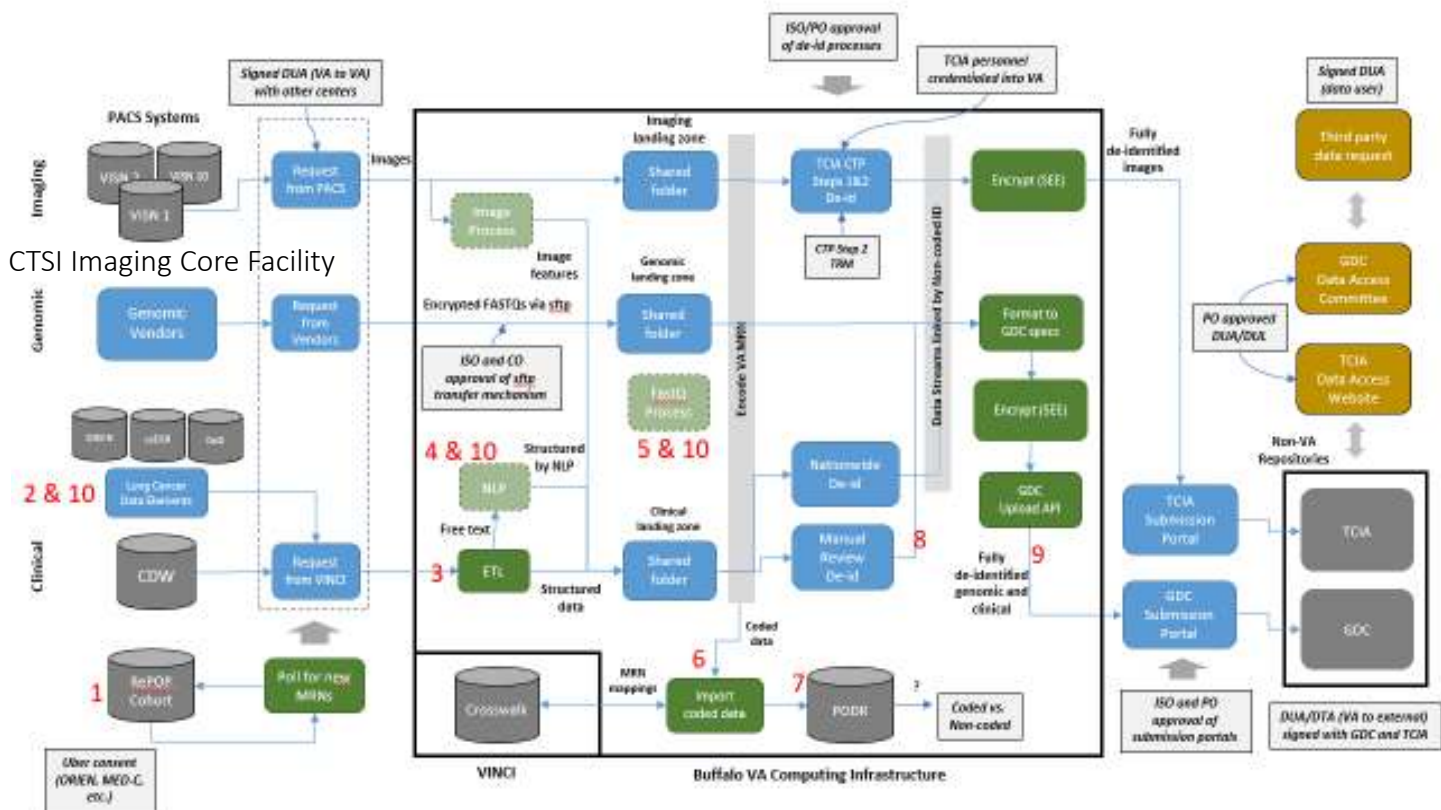 ISO/PO approval
of de-id processes
Signed DUA (VA to VA)
with other centers
TCIA personnel
credentialed into VA
Signed DUA
(data user)
PACS Systems
Imaging
landing zone
Fully
de-identified
images
Third party
data request
Imaging
VISN 10
VISN 1
Request
from PACS
Images
Shared
folder
TCIA CTP
Steps 1&2
De-id
Encrypt (SEE)
Image
Process
CTP Step 2
TRM
CTSI Imaging Core Facility
Image
features
Genomic
landing zone
GDC
Data Access
Committee
Genomic
Genomic
Vendors
Request
from
Vendors
Encrypted FASTQs via sftp
Shared
folder
Format to
GDC specs
PO approved
DUA/DUL
ISO and CO
approval of sftp
transfer mechanism
Encode VA MRN
Data Streams linked by Non-coded ID
TCIA
Data Access
Website
FastQ
Process
Encrypt (SEE)
ORIEN
4 & 10
Structured
by NLP
5 & 10
Non-VA
Repositories
2 & 10
Lung Cancer
Data Elements
NLP
Nationwide
De-id
GDC
Upload API
TCIA
Submission
Portal
TCIA
Free text
Clinical
landing zone
Clinical
CDW
Request
from VINCI
3
ETL
Structured
data
Shared
folder
Manual
Review
De-id
8
9
Fully
de-identified
genomic and
clinical
GDC
Submission
Portal
GDC
Coded
data
1
RePOP
Cohort
Poll for new
MRNs
Crosswalk
MRN
mappings
6
Import
coded data
7
PODR
?
Coded vs.
Non-coded
ISO and PO
approval of
submission portals
DUA/DTA (VA to external)
signed with GDC and TCIA
Uber consent
(ORIEN, MED-C,
etc.)
VINCI
Buffalo VA Computing Infrastructure